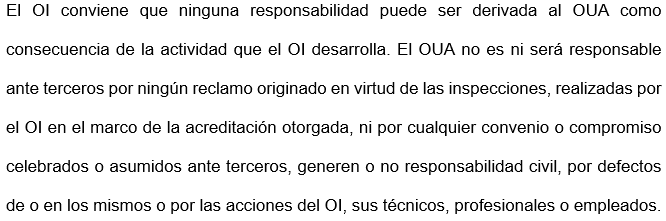 El OI conviene que ninguna responsabilidad puede ser derivada al OUA como
consecuencia de la actividad que el OI desarrolla. El OUA no es ni será responsable
ante terceros por ningún reclamo originado en virtud de las inspecciones, realizadas por
el OI en el marco de la acreditación otorgada, ni por cualquier convenio o compromiso
celebrados o asumidos ante terceros, generen o no responsabilidad civil, por defectos
de o en los mismos o por las acciones del OI, sus técnicos, profesionales o empleados.